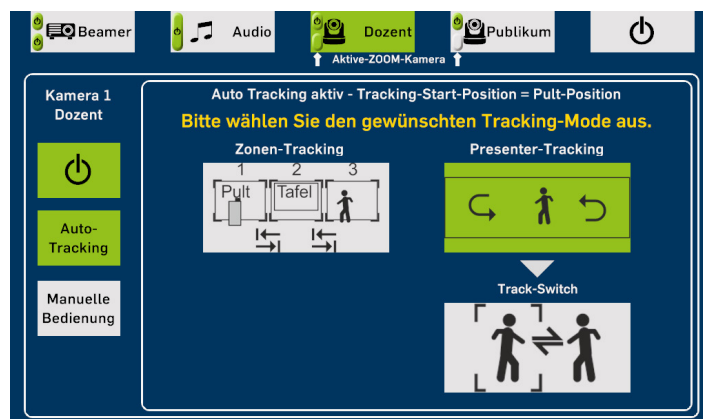 Beamer
Audio
Dozent
Publikum
Aktive-ZOOM-Kamera
Kamera 1
Dozent
Auto-
Tracking
Manuelle
Bedienung
Auto Tracking aktiv - Tracking-Start-Position = Pult-Position
Bitte wählen Sie den gewünschten Tracking-Mode aus.
Zonen-Tracking
1 2 3
Pult Tafel
Presenter-Tracking
Track-Switch